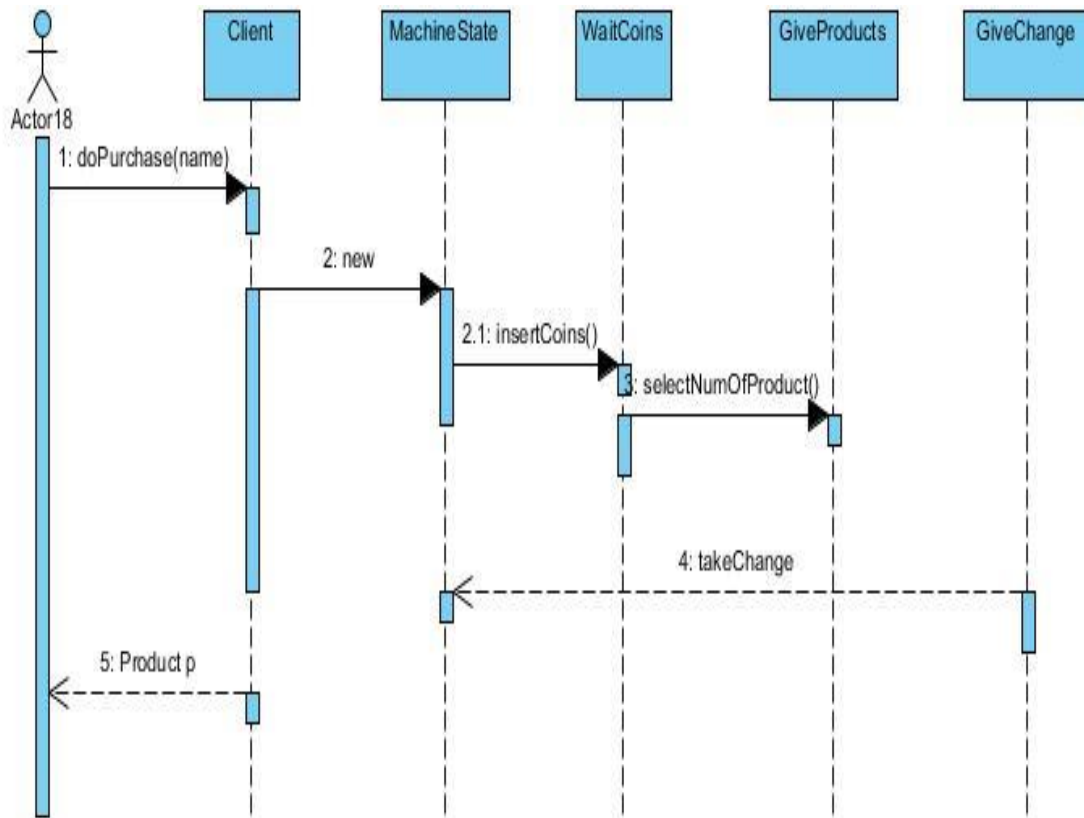 Client
MachineState
WaitCoins
GiveProducts
GiveChange
Actor18
1: doPurchase(name)
2: new
2.1: insertCoins()
3: selectNumOfProduct()
4: takeChange
5: Product p